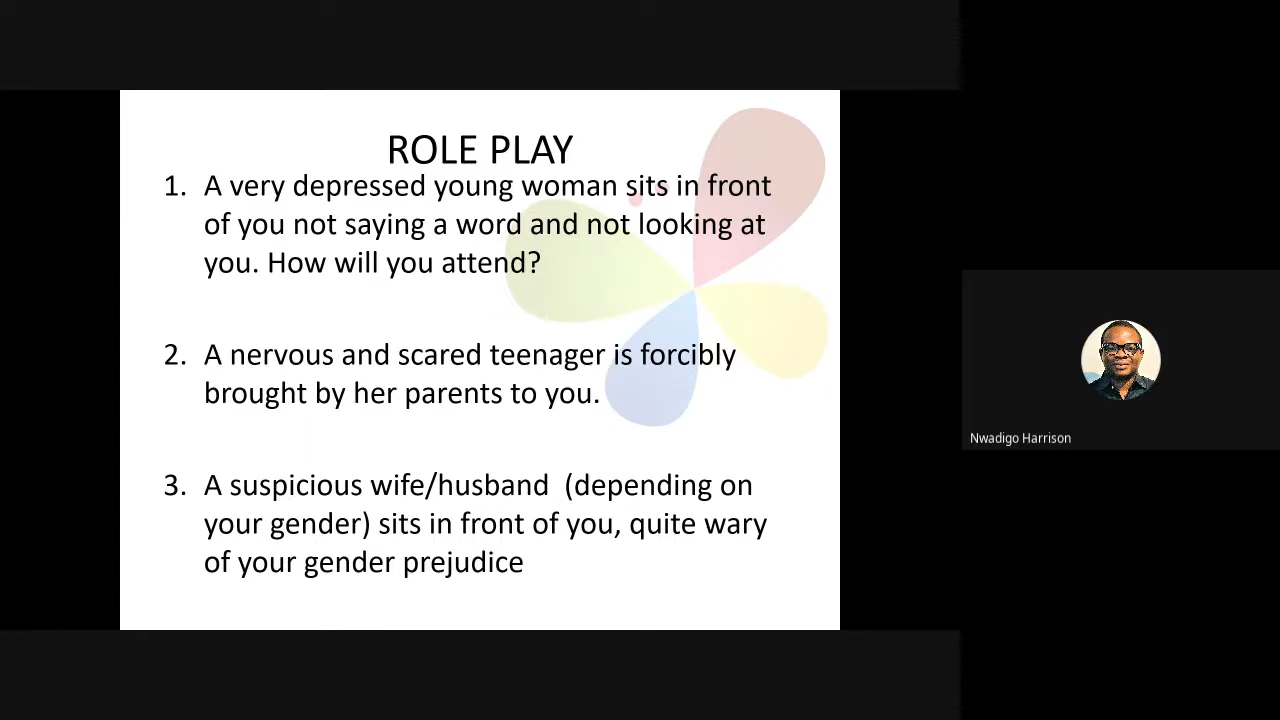 ROLE PLAY
1. A very depressed young woman sits in front
of you not saying a word and not looking at
you. How will you attend?
2. A nervous and scared teenager is forcibly
brought by her parents to you.
3. A suspicious wife/husband  (depending on
your gender) sits in front of you, quite wary
of your gender prejudice
Nwadigo Harrison